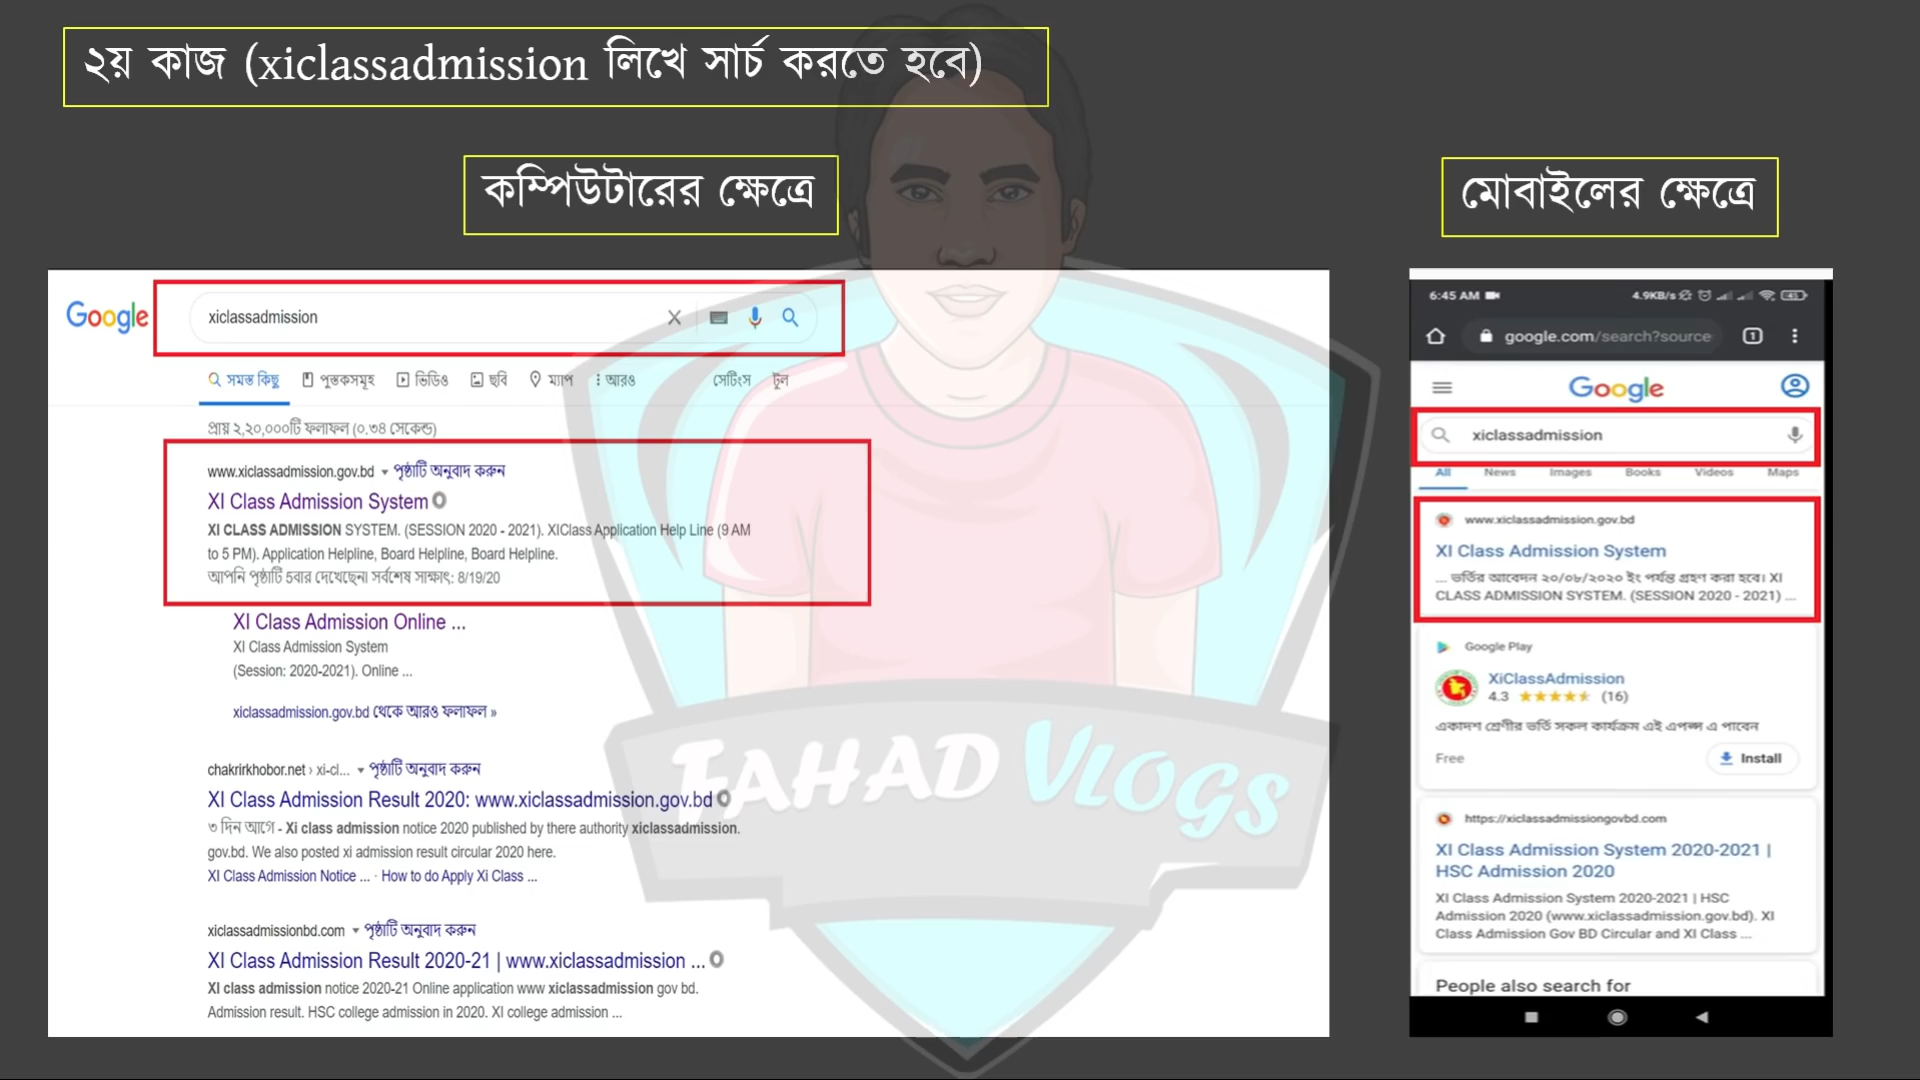 ২য় কাজ (xiclassadmission লিখে সার্চ করতে হবে)
কম্পিউটারের ক্ষেত্রে
মোবাইলের ক্ষেত্রে
Google
xiclassadmission
সমস্ত কিছু পুস্তকসমূহ ভিডিও ছবি ম্যাপ আরও সেটিংস টুল
প্রায় ২,২০,০০০টি ফলাফল (০.৩৪ সেকেন্ড)
www.xiclassadmission.gov.bd পৃষ্ঠাটি অনুবাদ করুন
XI Class Admission System
XI CLASS ADMISSION SYSTEM. (SESSION 2020 - 2021). XIClass Application Help Line (9 AM
to 5 PM). Application Helpline, Board Helpline, Board Helpline.
আপনি পৃষ্ঠাটি 5বার দেখেছেন। সর্বশেষ সাক্ষাৎ: 8/19/20
XI Class Admission Online ...
XI Class Admission System
(Session: 2020-2021). Online ...
xiclassadmission.gov.bd থেকে আরও ফলাফল »
chakrirkhobor.net › xi-cl... পৃষ্ঠাটি অনুবাদ করুন
XI Class Admission Result 2020: www.xiclassadmission.gov.bd
৩ দিন আগে - Xi class admission notice 2020 published by there authority xiclassadmission.
gov.bd. We also posted xi admission result circular 2020 here.
XI Class Admission Notice ... · How to do Apply Xi Class ...
xiclassadmissionbd.com পৃষ্ঠাটি অনুবাদ করুন
XI Class Admission Result 2020-21 | www.xiclassadmission ...
XI class admission notice 2020-21 Online application www xiclassadmission gov bd.
Admission result. HSC college admission in 2020. XI college admission ...
FAHAD VLOGS
6:45 AM 4.9KB/s 45
google.com/search?source 1
Google
xiclassadmission
All News Images Books Videos Maps
www.xiclassadmission.gov.bd
XI Class Admission System
... ভর্তির আবেদন ২০/০৮/২০২০ ইং পর্যন্ত গ্রহণ করা হবে। XI
CLASS ADMISSION SYSTEM. (SESSION 2020 - 2021) ...
Google Play
XiClassAdmission
4.3 (16)
একাদশ শ্রেণীর ভর্তি সকল কার্যক্রম এই এপপ্স এ পাবেন
Free Install
https://xiclassadmissiongovbd.com
XI Class Admission System 2020-2021 |
HSC Admission 2020
XI Class Admission System 2020-2021 | HSC
Admission 2020 (www.xiclassadmission.gov.bd). XI
Class Admission Gov BD Circular and XI Class ...
People also search for